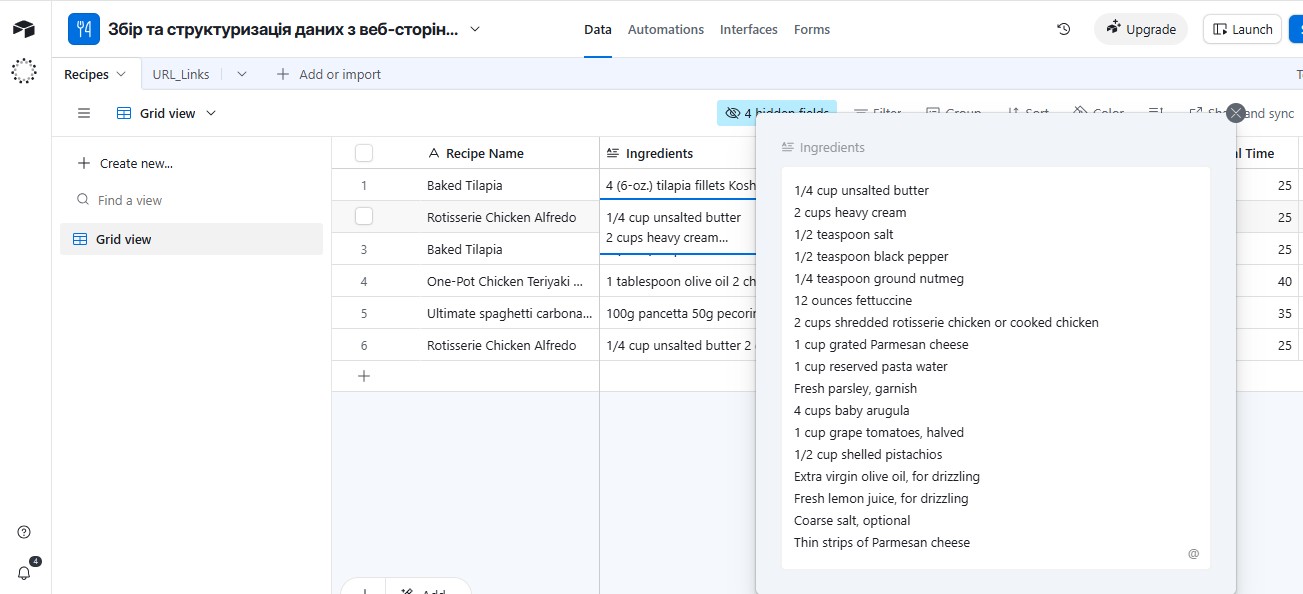 Збір та структуризація даних з веб-сторін...
Data
Automations
Interfaces
Forms
Upgrade
Launch
Recipes
URL_Links
Add or import
Grid view
4 hidden fields
Filter
Group
Sort
Color
and sync
Create new...
Find a view
Grid view
Recipe Name
Ingredients
Time
1
Baked Tilapia
4 (6-oz.) tilapia fillets Kosh
25
Rotisserie Chicken Alfredo
1/4 cup unsalted butter
2 cups heavy cream...
25
3
Baked Tilapia
25
4
One-Pot Chicken Teriyaki ...
1 tablespoon olive oil 2 ch
40
5
Ultimate spaghetti carbona...
100g pancetta 50g pecorin
35
6
Rotisserie Chicken Alfredo
1/4 cup unsalted butter 2
25
Add
4
Ingredients
1/4 cup unsalted butter
2 cups heavy cream
1/2 teaspoon salt
1/2 teaspoon black pepper
1/4 teaspoon ground nutmeg
12 ounces fettuccine
2 cups shredded rotisserie chicken or cooked chicken
1 cup grated Parmesan cheese
1 cup reserved pasta water
Fresh parsley, garnish
4 cups baby arugula
1 cup grape tomatoes, halved
1/2 cup shelled pistachios
Extra virgin olive oil, for drizzling
Fresh lemon juice, for drizzling
Coarse salt, optional
Thin strips of Parmesan cheese
@